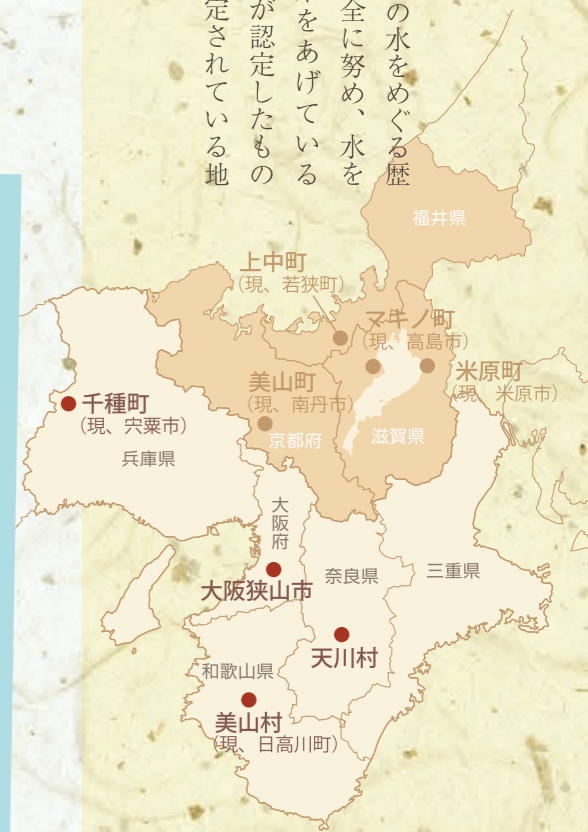 の水をめぐる歴
全に努め、水を
をあげている
が認定したもの
定されている地
福井県
上中町
(現、若狭町)
マキノ町
(現、高島市)
米原町
(現、米原市)
美山町
(現、南丹市)
京都府
滋賀県
千種町
(現、宍粟市)
兵庫県
大阪府
大阪狭山市
奈良県
三重県
天川村
和歌山県
美山村
(現、日高川町)